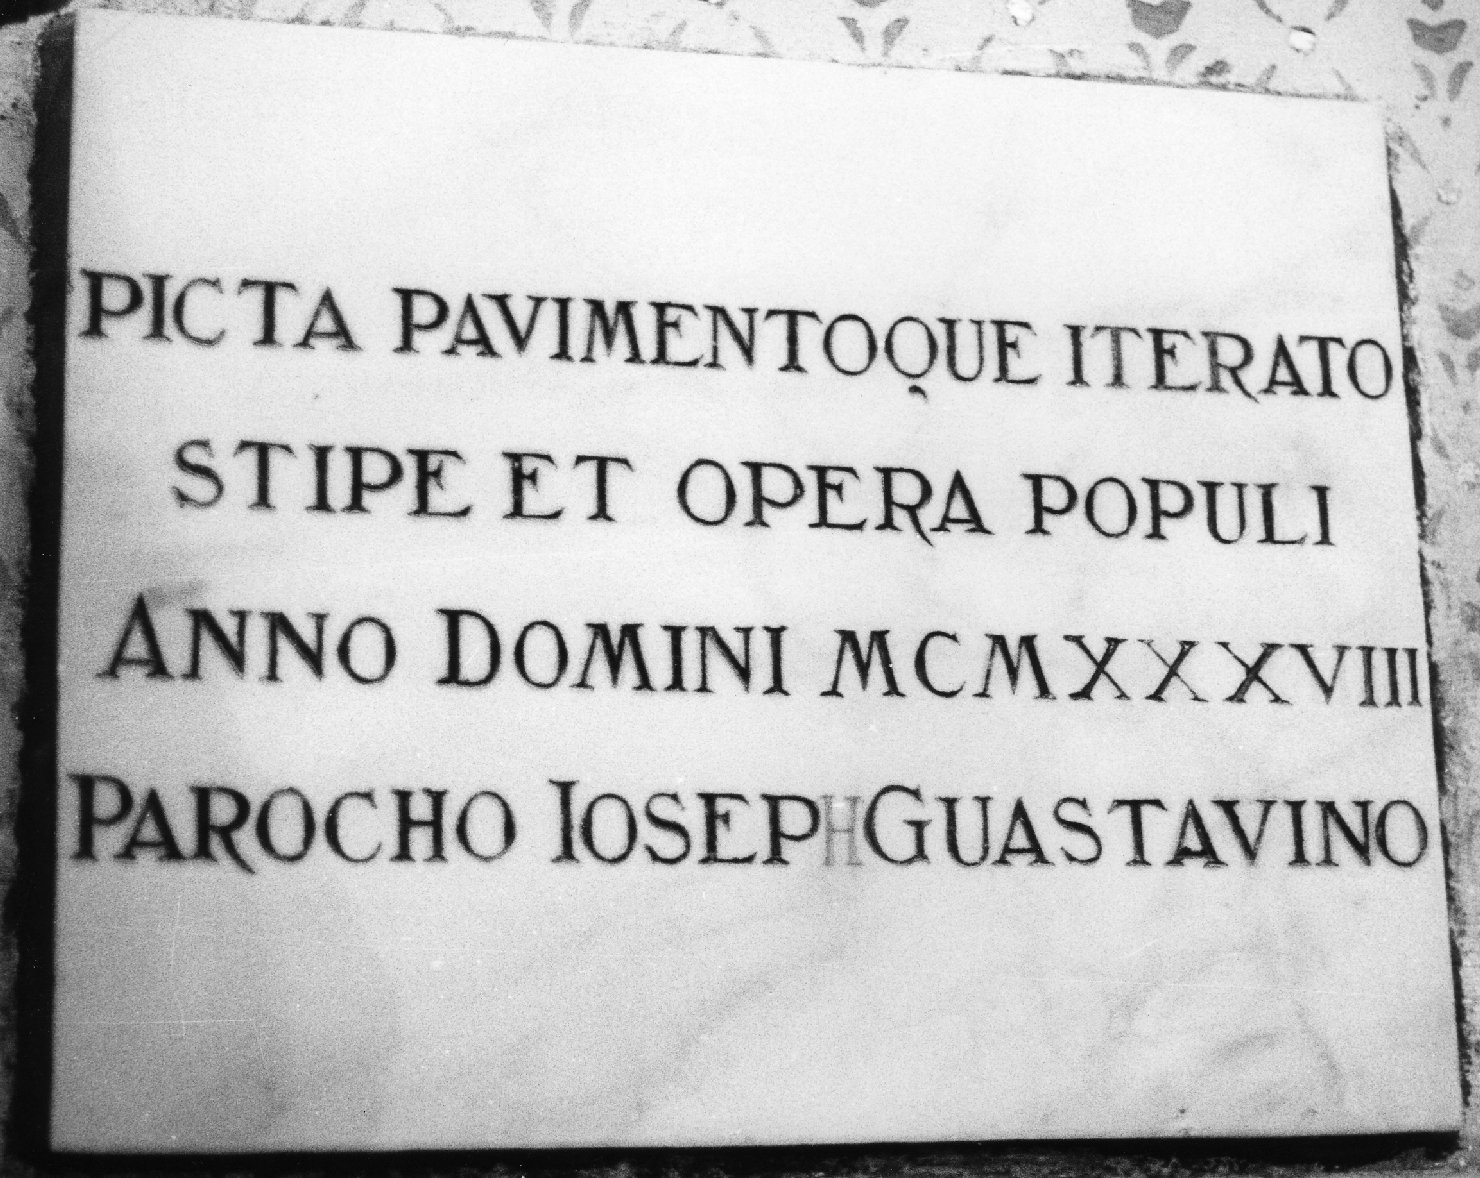 PICTA PAVIMENTOQUE ITERATO
STIPE ET OPERA POPULI
ANNO DOMINI MCMXXXVIII
PAROCHO IOSEPH GUASTAVINO